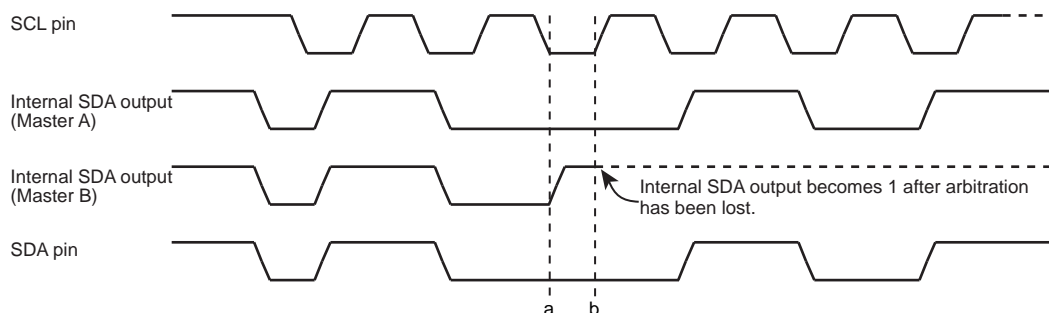 SCL pin
Internal SDA output
(Master A)
Internal SDA output
(Master B)
Internal SDA output becomes 1 after arbitration
has been lost.
SDA pin
a b